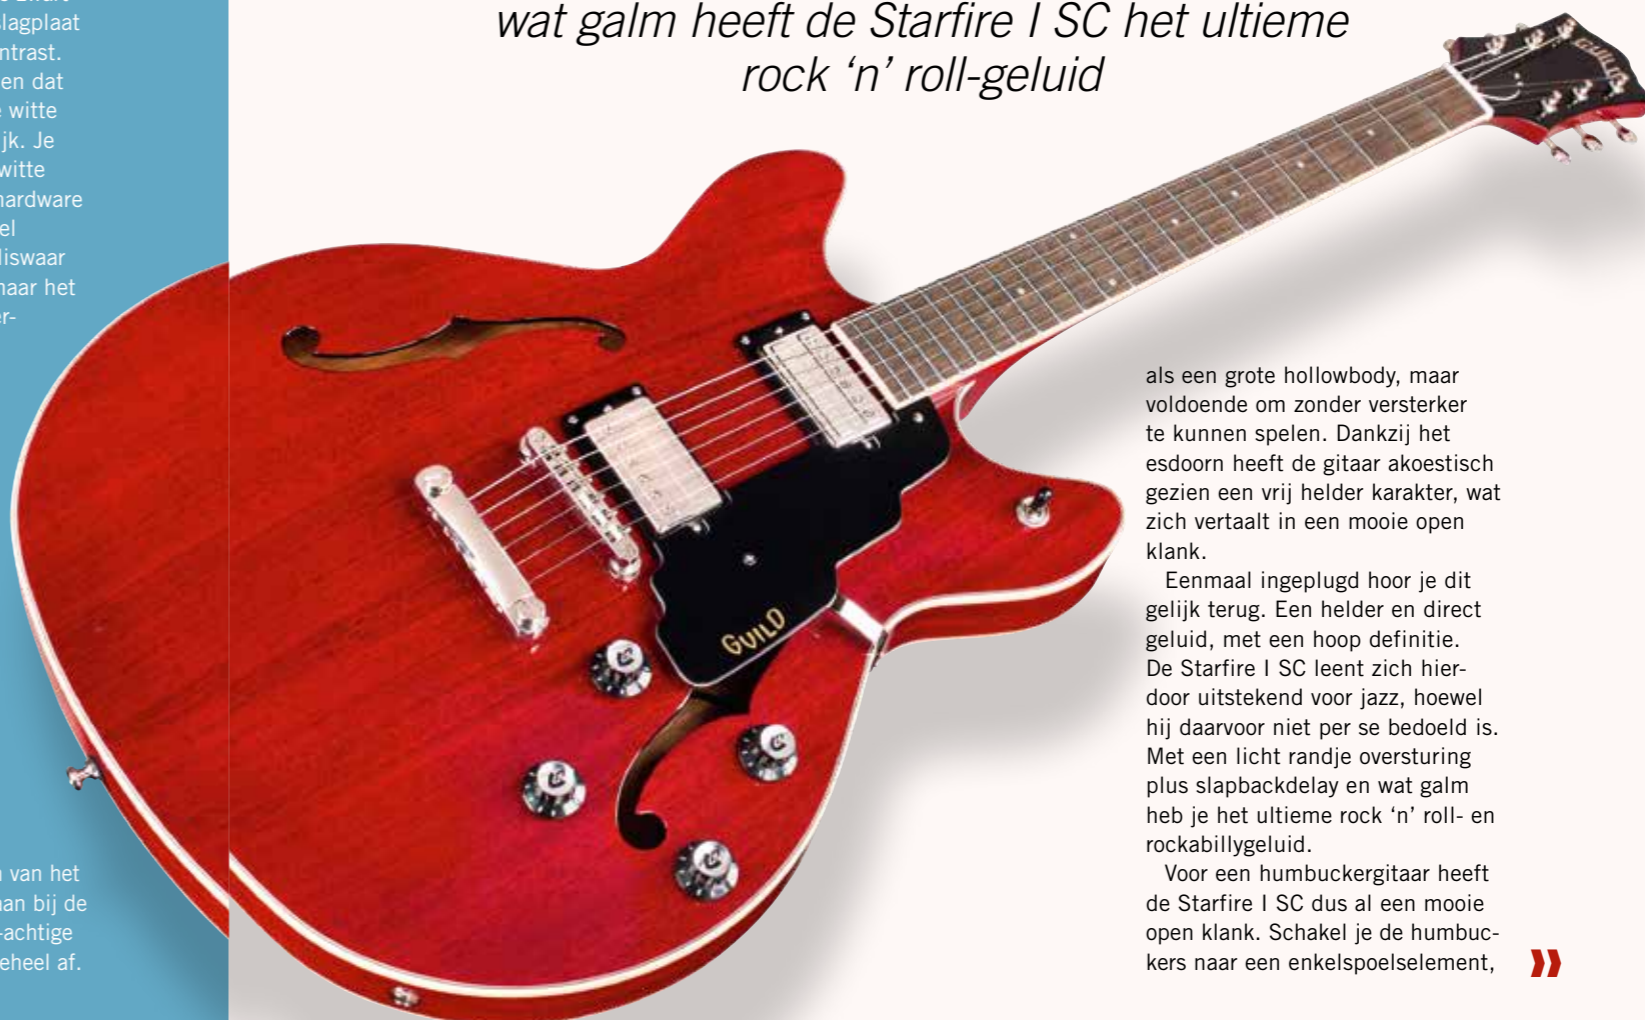 slagplaat
ntrast.
en dat
witte
jk. Je
witte
hardware
el
liswaar
naar het
er-
van het
aan bij de
-achtige
eheel af.
wat galm heeft de Starfire I SC het ultieme
rock ‘n’ roll-geluid
GUILD
GUILD
als een grote hollowbody, maar
voldoende om zonder versterker
te kunnen spelen. Dankzij het
esdoorn heeft de gitaar akoestisch
gezien een vrij helder karakter, wat
zich vertaalt in een mooie open
klank.
Eenmaal ingeplugd hoor je dit
gelijk terug. Een helder en direct
geluid, met een hoop definitie.
De Starfire I SC leent zich hier-
door uitstekend voor jazz, hoewel
hij daarvoor niet per se bedoeld is.
Met een licht randje oversturing
plus slapbackdelay en wat galm
heb je het ultieme rock ‘n’ roll- en
rockabillygeluid.
Voor een humbuckergitaar heeft
de Starfire I SC dus al een mooie
open klank. Schakel je de humbuc-
kers naar een enkelspoelselement,